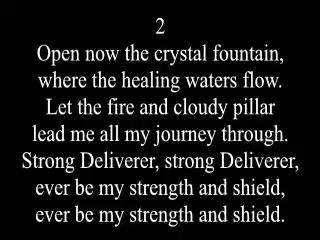 2
Open now the crystal fountain,
where the healing waters flow.
Let the fire and cloudy pillar
lead me all my journey through.
Strong Deliverer, strong Deliverer,
ever be my strength and shield,
ever be my strength and shield.